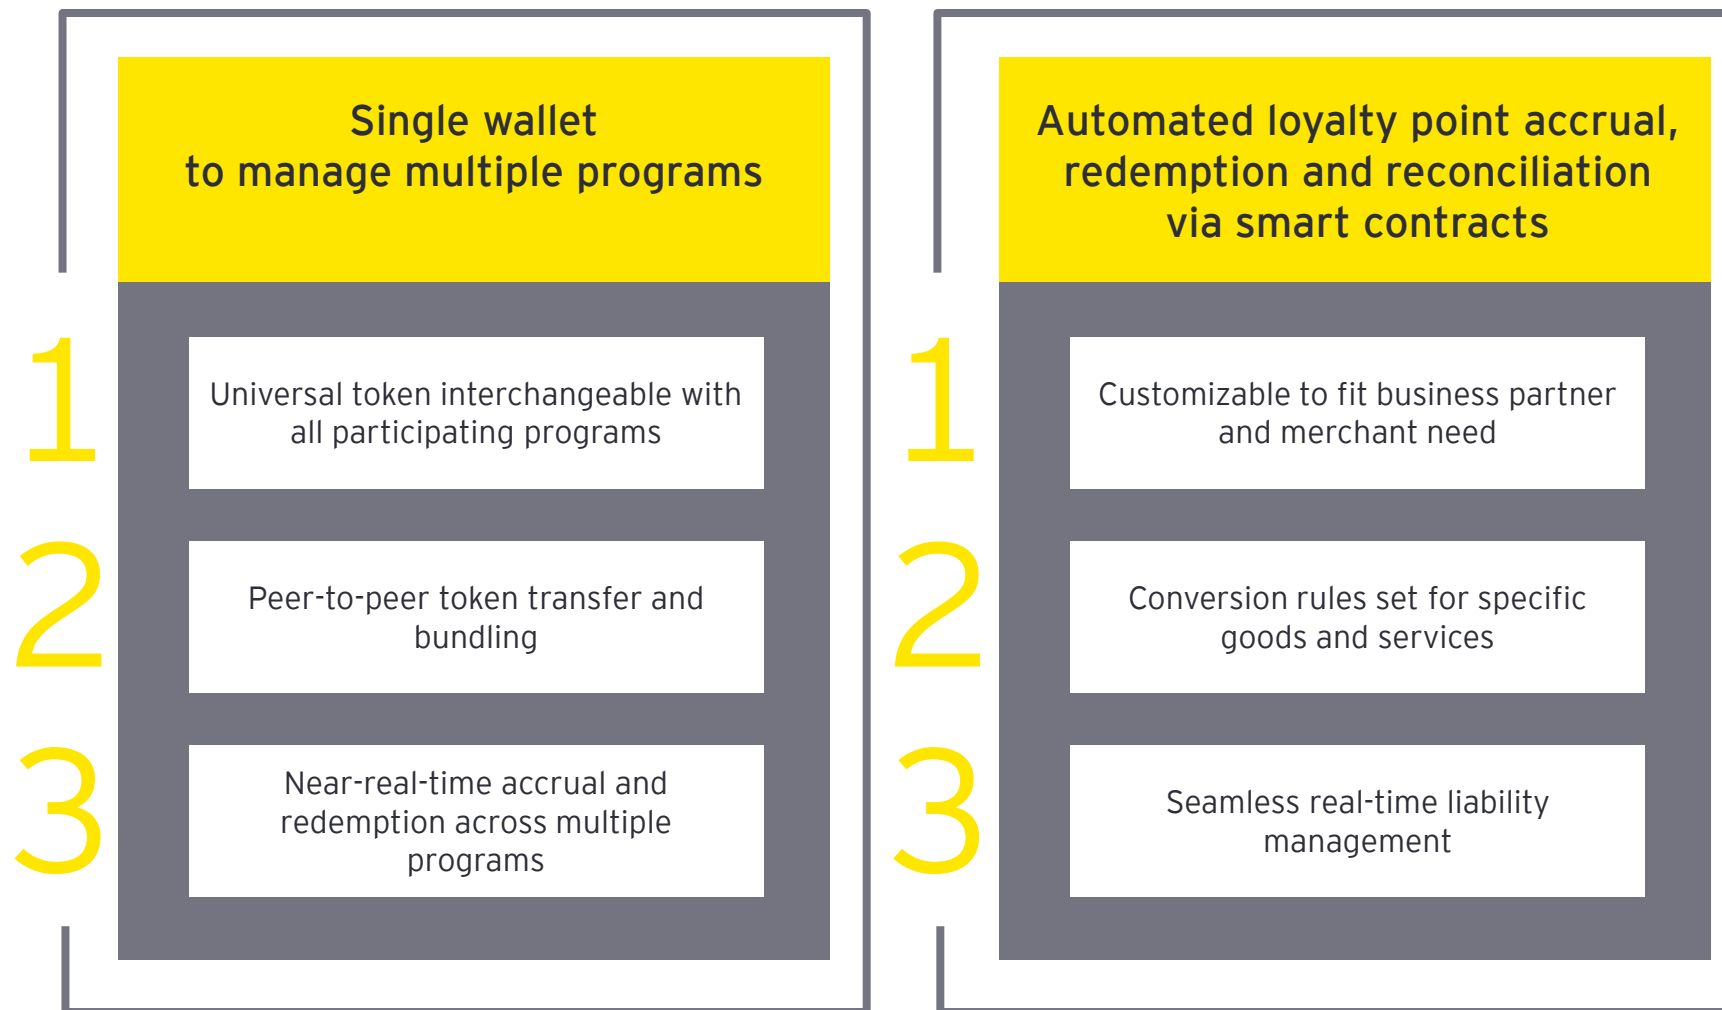 Single wallet
to manage multiple programs
1
Universal token interchangeable with
all participating programs
2
Peer-to-peer token transfer and
bundling
3
Near-real-time accrual and
redemption across multiple
programs
Automated loyalty point accrual,
redemption and reconciliation
via smart contracts
1
Customizable to fit business partner
and merchant need
2
Conversion rules set for specific
goods and services
3
Seamless real-time liability
management